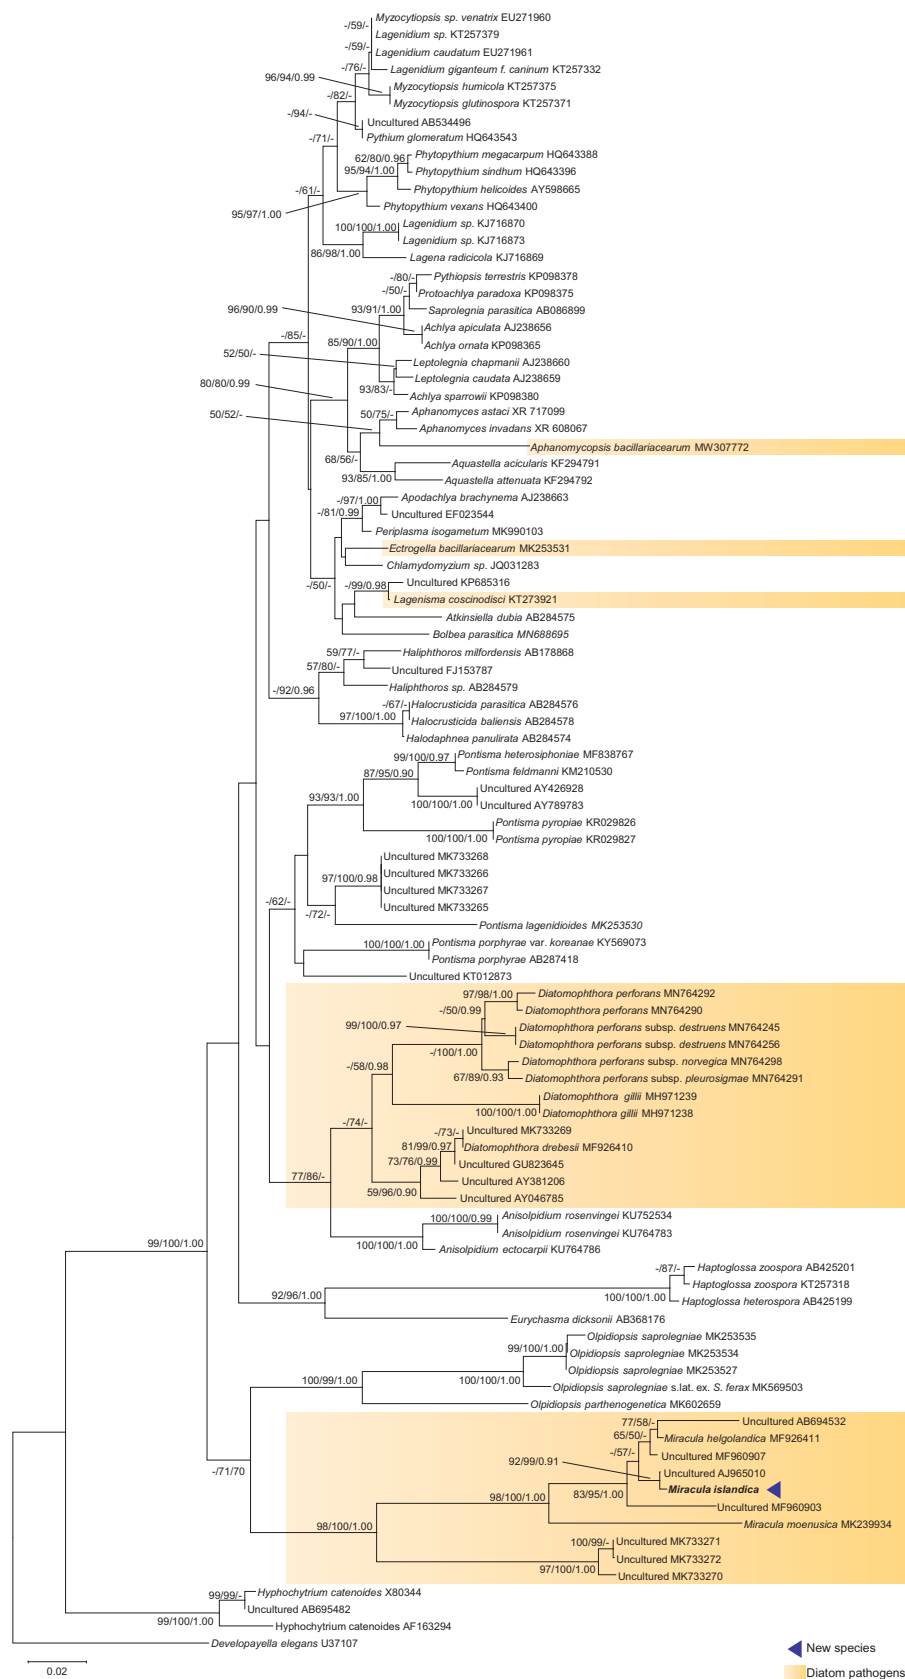 -/59/-
Myzocytiopsis sp. venatrix EU271960
Lagenidium sp. KT257379
-/59/-
Lagenidium caudatum EU271961
-/76/-
Lagenidium giganteum f. caninum KT257332
96/94/0.99
Myzocytiopsis humicola KT257375
-/82/-
Myzocytiopsis glutinospora KT257371
-/94/-
Uncultured AB534496
-/71/-
Pythium glomeratum HQ643543
62/80/0.96
Phytopythium megacarpum HQ643388
95/94/1.00
Phytopythium sindhum HQ643396
-/61/-
Phytopythium helicoides AY598665
95/97/1.00
Phytopythium vexans HQ643400
100/100/1.00
Lagenidium sp. KJ716870
Lagenidium sp. KJ716873
86/98/1.00
Lagena radicicola KJ716869
-/80/-
Pythiopsis terrestris KP098378
-/50/-
Protoachlya paradoxa KP098375
93/91/1.00
Saprolegnia parasitica AB086899
96/90/0.99
Achlya apiculata AJ238656
-/85/-
85/90/1.00
Achlya ornata KP098365
52/50/-
Leptolegnia chapmanii AJ238660
80/80/0.99
Leptolegnia caudata AJ238659
93/83/-
Achlya sparrowii KP098380
50/52/-
50/75/-
Aphanomyces astaci XR 717099
Aphanomyces invadans XR 608067
Aphanomycopsis bacillariacearum MW307772
68/56/-
Aquastella acicularis KF294791
93/85/1.00
Aquastella attenuata KF294792
-/97/1.00
Apodachlya brachynema AJ238663
-/81/0.99
Uncultured EF023544
Periplasma isogametum MK990103
Ectrogella bacillariacearum MK253531
Chlamydomyzium sp. JQ031283
-/50/-
-/99/0.98
Uncultured KP685316
Lagenisma coscinodisci KT273921
Atkinsiella dubia AB284575
Bolbea parasitica MN688695
59/77/-
Haliphthoros milfordensis AB178868
57/80/-
Uncultured FJ153787
-/92/0.96
Haliphthoros sp. AB284579
-/67/-
Halocrusticida parasitica AB284576
97/100/1.00
Halocrusticida baliensis AB284578
Halodaphnea panulirata AB284574
99/100/0.97
Pontisma heterosiphoniae MF838767
87/95/0.90
Pontisma feldmanni KM210530
Uncultured AY426928
93/93/1.00
100/100/1.00
Uncultured AY789783
Pontisma pyropiae KR029826
100/100/1.00
Pontisma pyropiae KR029827
Uncultured MK733268
97/100/0.98
Uncultured MK733266
Uncultured MK733267
-/62/-
-/72/-
Uncultured MK733265
Pontisma lagenidioides MK253530
100/100/1.00
Pontisma porphyrae var. koreanae KY569073
Pontisma porphyrae AB287418
Uncultured KT012873
97/98/1.00
Diatomophthora perforans MN764292
-/50/0.99
Diatomophthora perforans MN764290
99/100/0.97
Diatomophthora perforans subsp. destruens MN764245
Diatomophthora perforans subsp. destruens MN764256
-/100/1.00
Diatomophthora perforans subsp. norvegica MN764298
-/58/0.98
67/89/0.93
Diatomophthora perforans subsp. pleurosigmae MN764291
Diatomophthora gillii MH971239
100/100/1.00
Diatomophthora gillii MH971238
-/74/-
-/73/-
Uncultured MK733269
81/99/0.97
Diatomophthora drebesii MF926410
73/76/0.99
Uncultured GU823645
77/86/-
Uncultured AY381206
59/96/0.90
Uncultured AY046785
100/100/0.99
Anisolpidium rosenvingei KU752534
Anisolpidium rosenvingei KU764783
99/100/1.00
100/100/1.00
Anisolpidium ectocarpii KU764786
-/87/-
Haptoglossa zoospora AB425201
Haptoglossa zoospora KT257318
92/96/1.00
100/100/1.00
Haptoglossa heterospora AB425199
Eurychasma dicksonii AB368176
Olpidiopsis saprolegniae MK253535
99/100/1.00
Olpidiopsis saprolegniae MK253534
Olpidiopsis saprolegniae MK253527
100/99/1.00
100/100/1.00
Olpidiopsis saprolegniae s.lat. ex. S. ferax MK569503
Olpidiopsis parthenogenetica MK602659
77/58/-
Uncultured AB694532
65/50/-
Miracula helgolandica MF926411
-/57/-
Uncultured MF960907
92/99/0.91
Uncultured AJ965010
-/71/70
Miracula islandica
83/95/1.00
98/100/1.00
Uncultured MF960903
98/100/1.00
Miracula moenusica MK239934
100/99/-
Uncultured MK733271
Uncultured MK733272
97/100/1.00
Uncultured MK733270
99/99/-
Hyphochytrium catenoides X80344
Uncultured AB695482
99/100/1.00
Hyphochytrium catenoides AF163294
Developayella elegans U37107
New species
0.02
Diatom pathogens